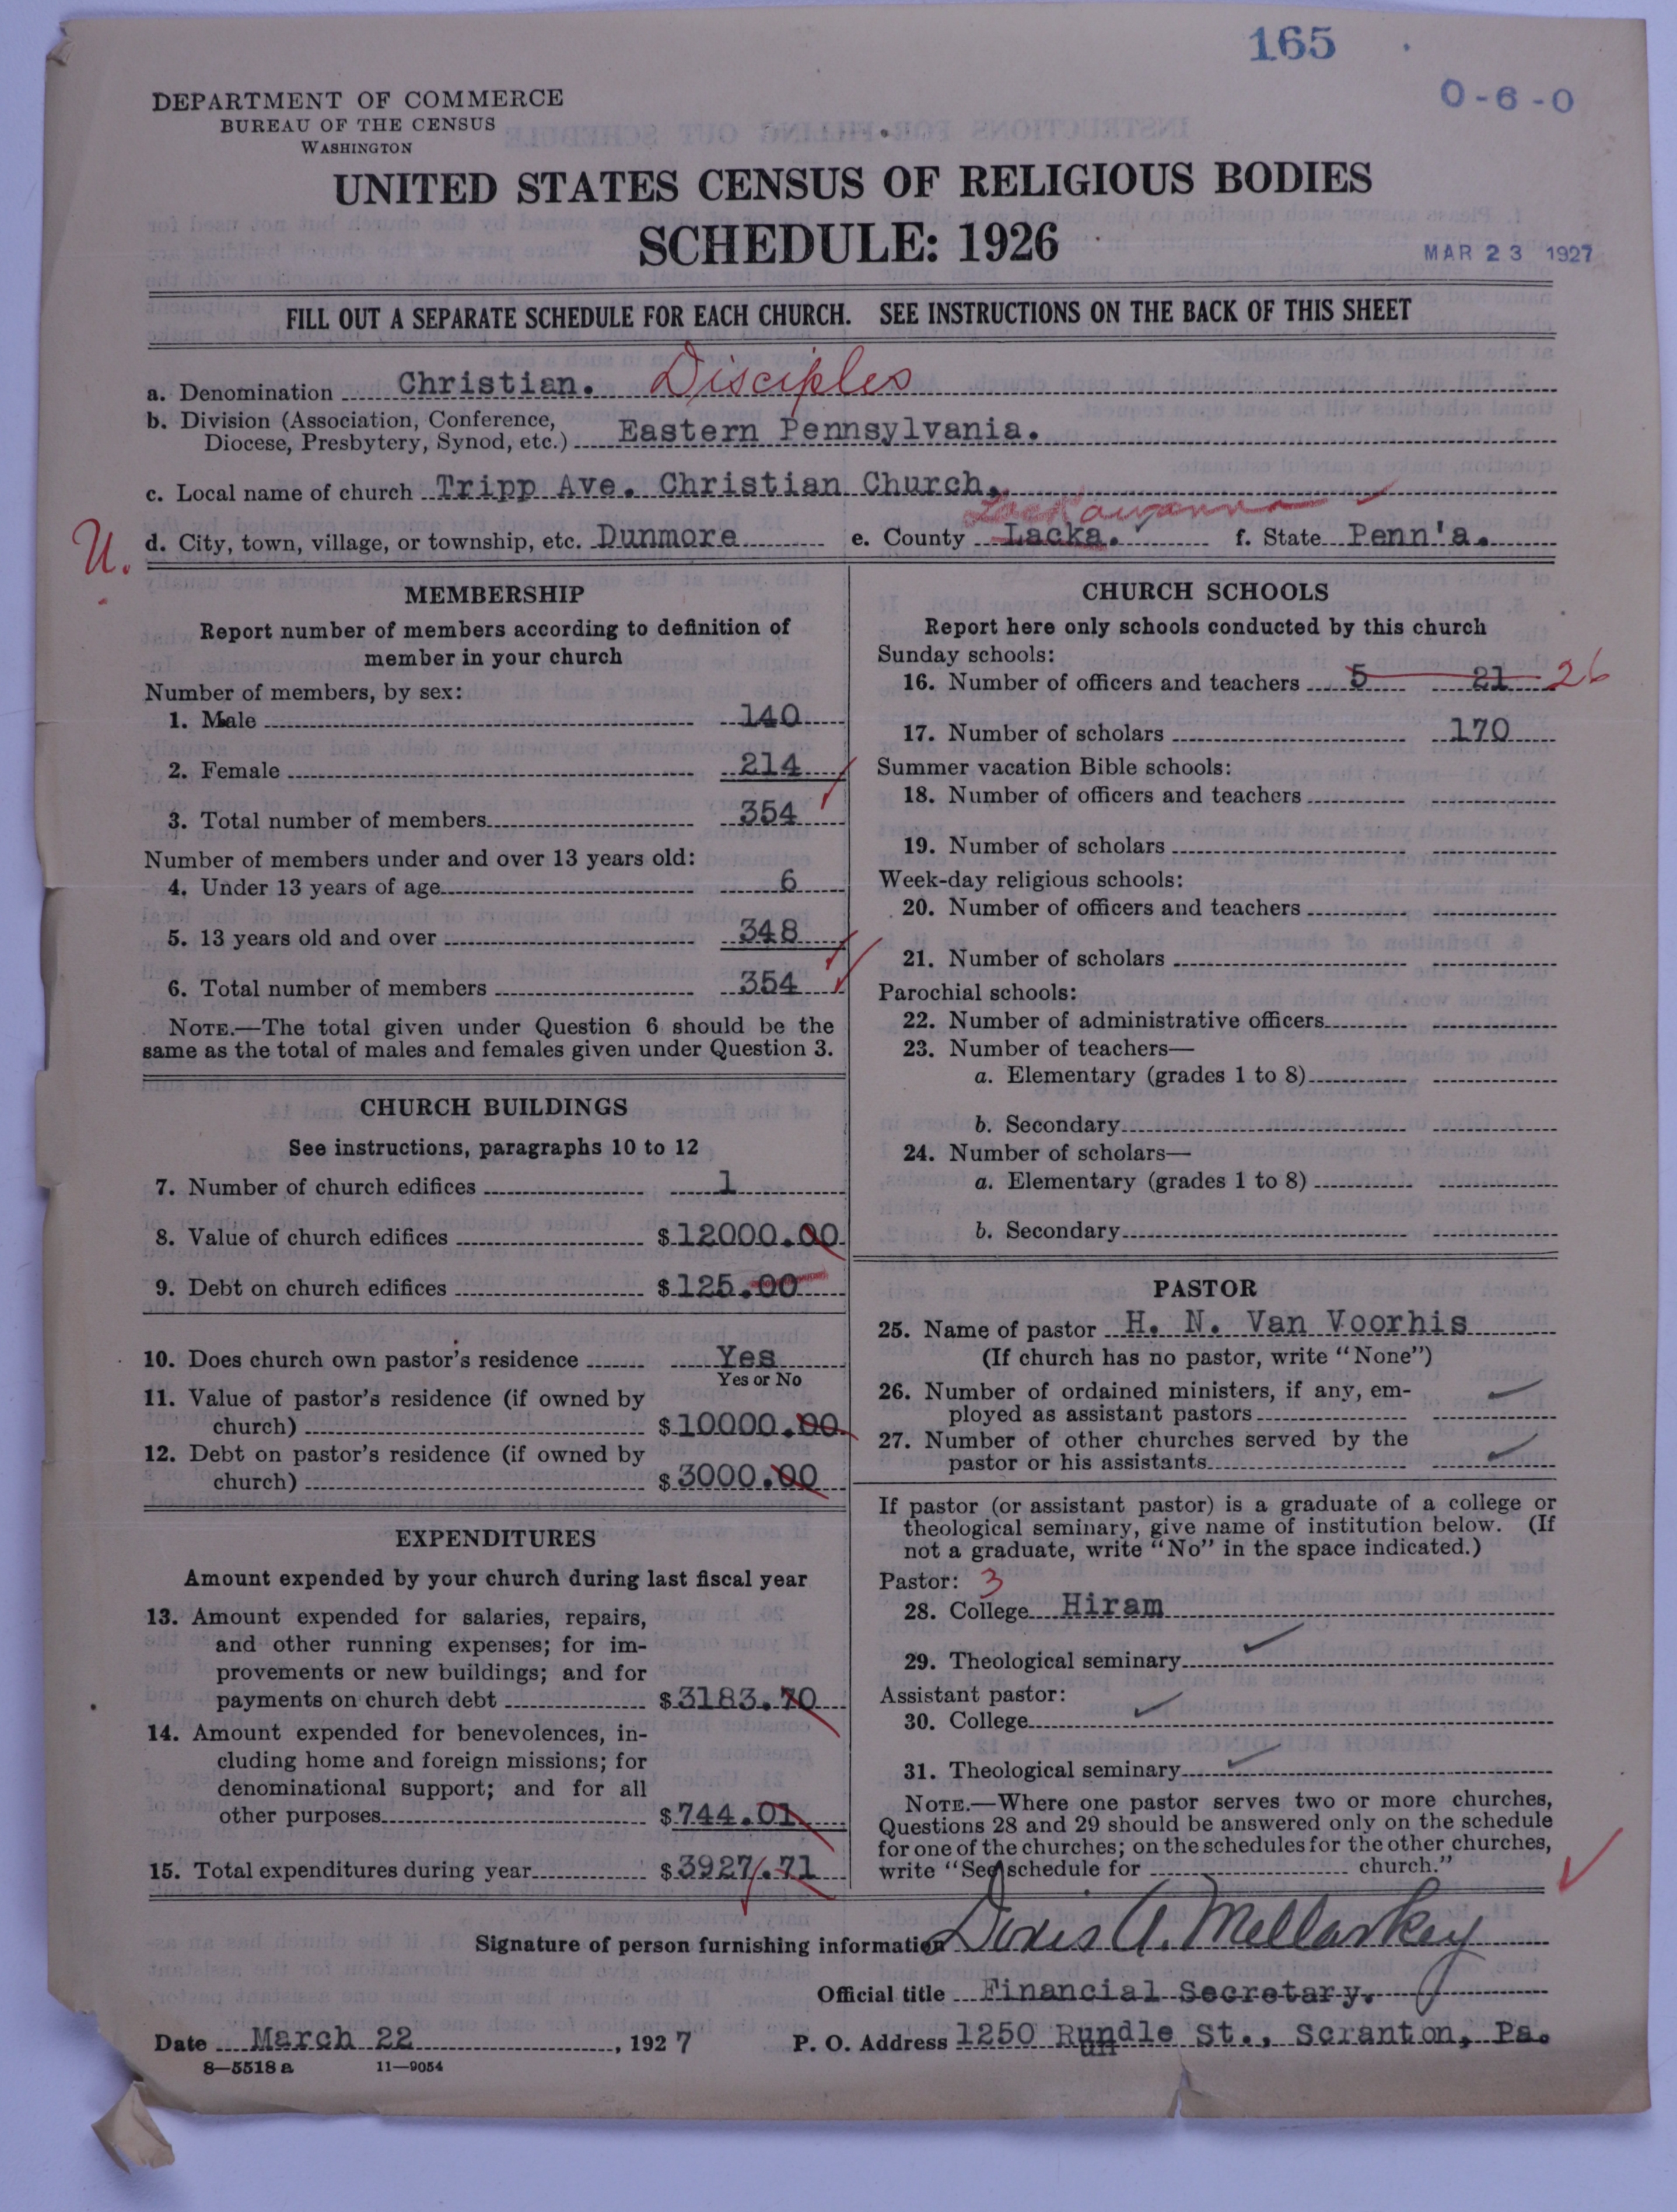 165
0-6-0
DEPARTMENT OF COMMERCE
BUREAU OF THE CENSUS
WASHINGTON
UNITED STATES CENSUS OF RELIGIOUS BODIES
SCHEDULE: 1926
MAR 23 1927
FILL OUT A SEPARATE SCHEDULE FOR EACH CHURCH. SEE INSTRUCTIONS ON THE BACK OF THIS SHEET
a. Denomination Christian. Disciples
b. Division (Association, Conference,
Diocese, Presbytery, Synod, etc.) Eastern Pennsylvania.
c. Local name of church Tripp Ave. Christian Church.
Lackawanna
U.
d. City, town, village, or township, etc. Dunmore e. County Lacka. f. State Penn'a.
MEMBERSHIP
Report number of members according to definition of
member in your church
Number of members, by sex:
1. Male 140
2. Female 214
3. Total number of members 354
Number of members under and over 13 years old:
4. Under 13 years of age 6
5. 13 years old and over 348
6. Total number of members 354
NOTE.—The total given under Question 6 should be the
same as the total of males and females given under Question 3.
CHURCH BUILDINGS
See instructions, paragraphs 10 to 12
7. Number of church edifices 1
8. Value of church edifices $12000.00
9. Debt on church edifices $125.00
10. Does church own pastor's residence Yes
Yes or No
11. Value of pastor's residence (if owned by
church) $10000.00
12. Debt on pastor's residence (if owned by
church) $3000.00
EXPENDITURES
Amount expended by your church during last fiscal year
13. Amount expended for salaries, repairs,
and other running expenses; for im-
provements or new buildings; and for
payments on church debt $3183.70
14. Amount expended for benevolences, in-
cluding home and foreign missions; for
denominational support; and for all
other purposes $744.01
15. Total expenditures during year $3927.71
CHURCH SCHOOLS
Report here only schools conducted by this church
Sunday schools:
16. Number of officers and teachers 5 21 26
17. Number of scholars 170
Summer vacation Bible schools:
18. Number of officers and teachers
19. Number of scholars
Week-day religious schools:
20. Number of officers and teachers
21. Number of scholars
Parochial schools:
22. Number of administrative officers
23. Number of teachers—
a. Elementary (grades 1 to 8)
b. Secondary
24. Number of scholars—
a. Elementary (grades 1 to 8)
b. Secondary
PASTOR
25. Name of pastor H. N. Van Voorhis
(If church has no pastor, write "None")
26. Number of ordained ministers, if any, em-
ployed as assistant pastors
27. Number of other churches served by the
pastor or his assistants
If pastor (or assistant pastor) is a graduate of a college or
theological seminary, give name of institution below. (If
not a graduate, write "No" in the space indicated.)
Pastor: 3
28. College Hiram
29. Theological seminary
Assistant pastor:
30. College
31. Theological seminary
NOTE.—Where one pastor serves two or more churches,
Questions 28 and 29 should be answered only on the schedule
for one of the churches; on the schedules for the other churches,
write "See schedule for church."
Signature of person furnishing information Doris A. Mellarkey
Official title Financial Secretary.
Date March 22, 1927 P. O. Address 1250 Rundle St., Scranton, Pa.
8—5518 a 11—9054